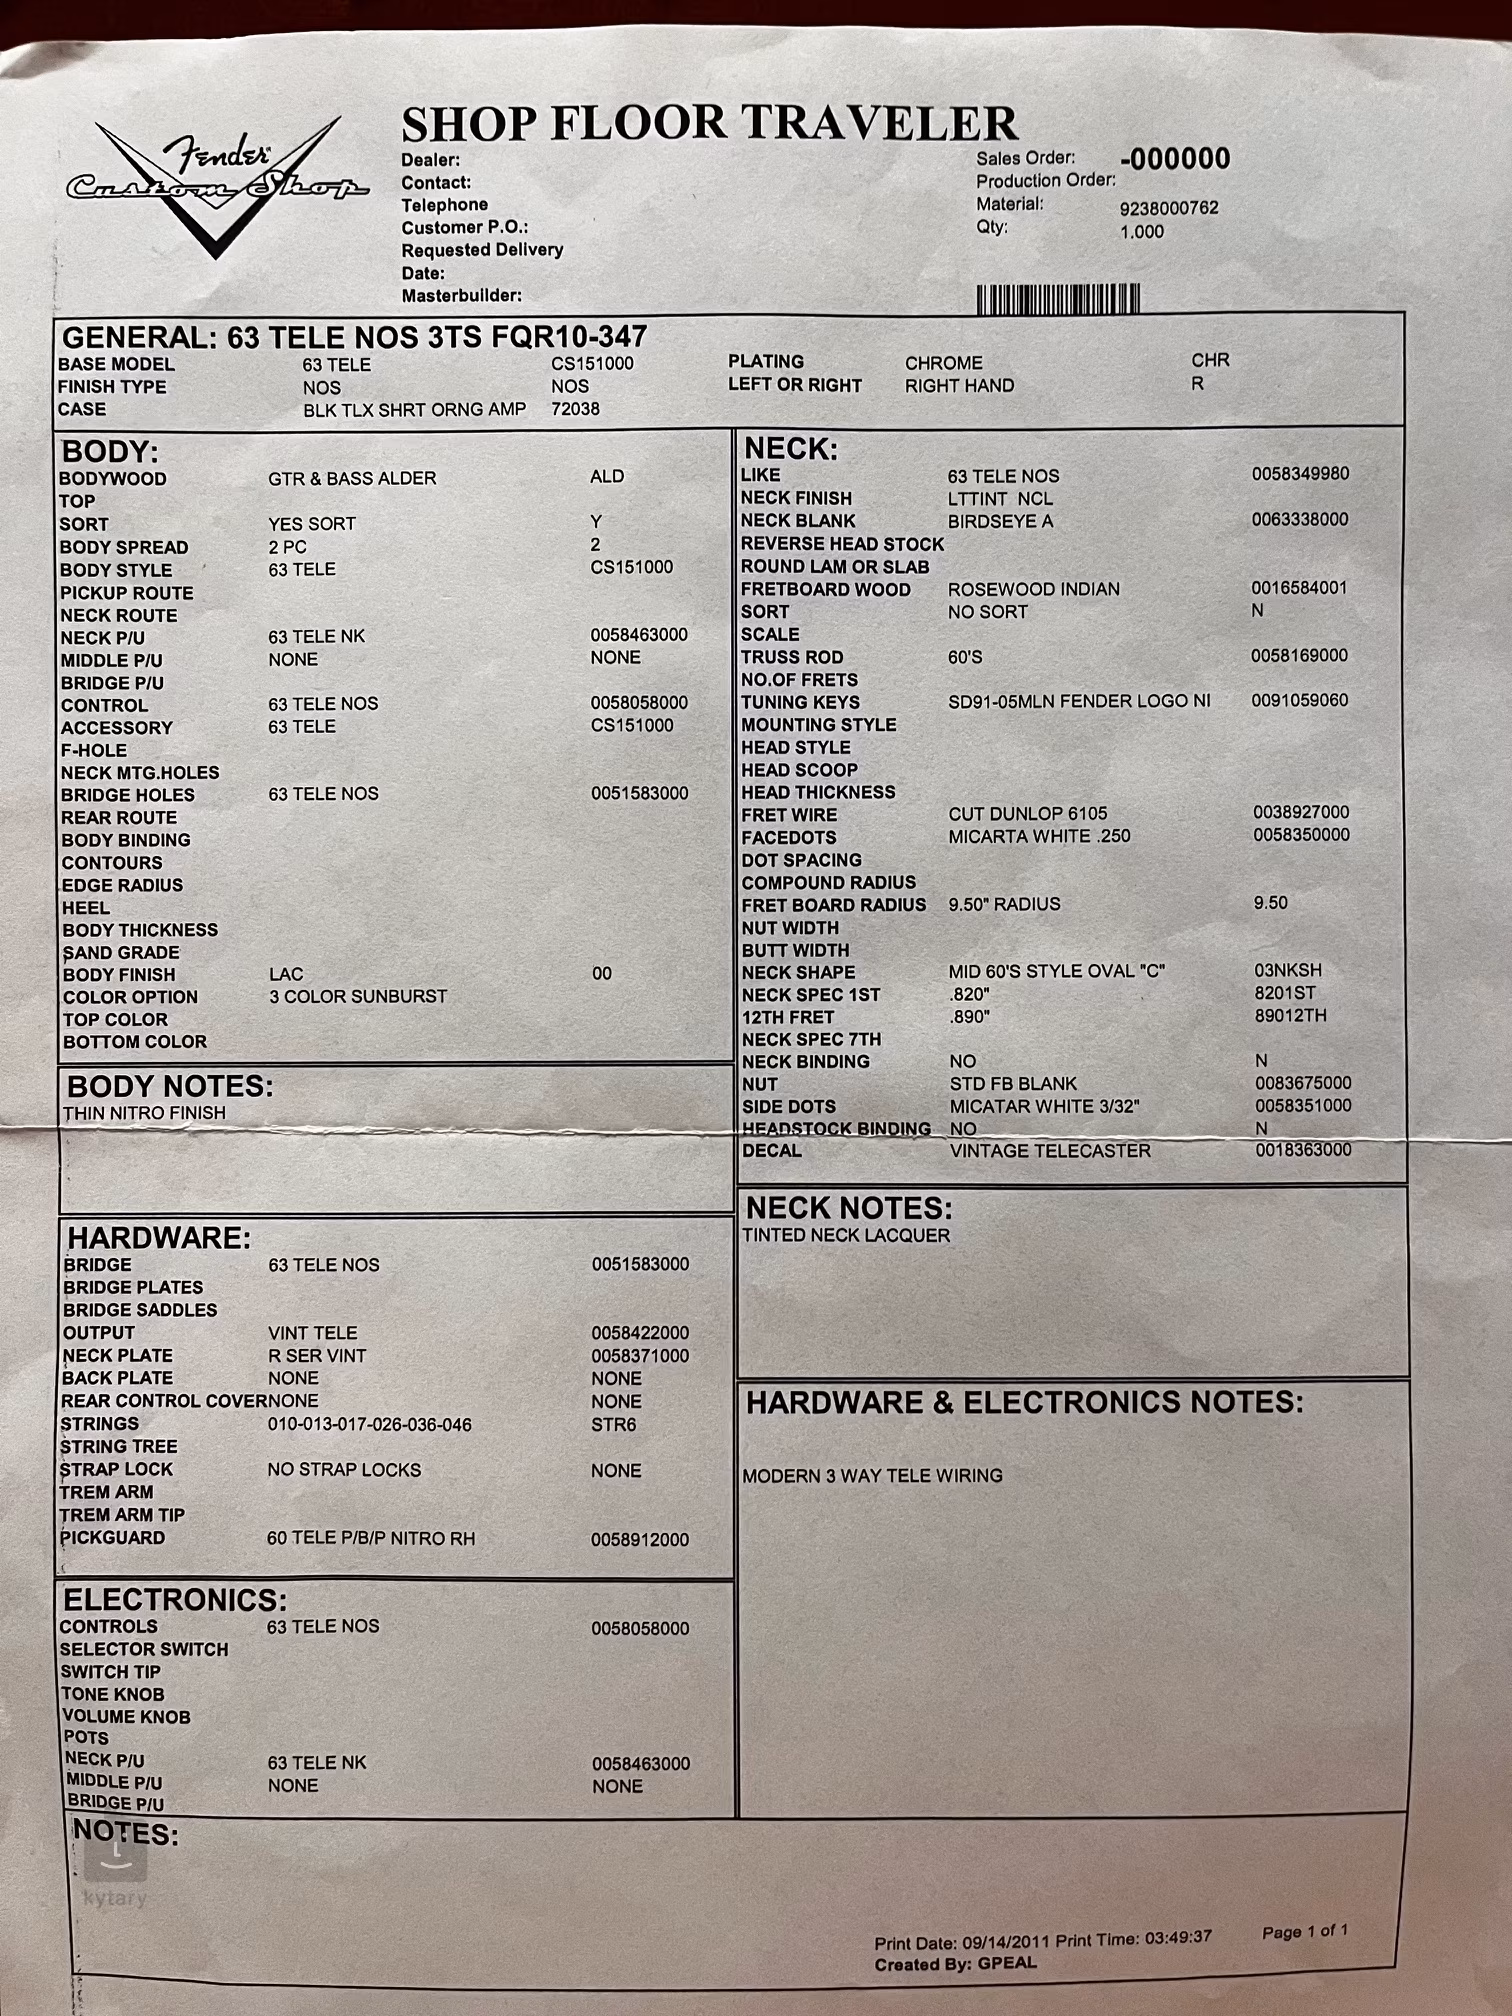 Fender
Custom Shop
SHOP FLOOR TRAVELER
Dealer:
Contact:
Telephone
Customer P.O.:
Requested Delivery
Date:
Masterbuilder:
Sales Order: -000000
Production Order:
Material: 9238000762
Qty: 1.000
GENERAL: 63 TELE NOS 3TS FQR10-347
BASE MODEL 63 TELE CS151000 PLATING CHROME CHR
FINISH TYPE NOS NOS LEFT OR RIGHT RIGHT HAND R
CASE BLK TLX SHRT ORNG AMP 72038
BODY:
BODYWOOD GTR & BASS ALDER ALD
TOP
SORT YES SORT Y
BODY SPREAD 2 PC 2
BODY STYLE 63 TELE CS151000
PICKUP ROUTE
NECK ROUTE
NECK P/U 63 TELE NK 0058463000
MIDDLE P/U NONE NONE
BRIDGE P/U
CONTROL 63 TELE NOS 0058058000
ACCESSORY 63 TELE CS151000
F-HOLE
NECK MTG.HOLES
BRIDGE HOLES 63 TELE NOS 0051583000
REAR ROUTE
BODY BINDING
CONTOURS
EDGE RADIUS
HEEL
BODY THICKNESS
SAND GRADE
BODY FINISH LAC 00
COLOR OPTION 3 COLOR SUNBURST
TOP COLOR
BOTTOM COLOR
BODY NOTES:
THIN NITRO FINISH
HARDWARE:
BRIDGE 63 TELE NOS 0051583000
BRIDGE PLATES
BRIDGE SADDLES
OUTPUT VINT TELE 0058422000
NECK PLATE R SER VINT 0058371000
BACK PLATE NONE NONE
REAR CONTROL COVERNONE NONE
STRINGS 010-013-017-026-036-046 STR6
STRING TREE
STRAP LOCK NO STRAP LOCKS NONE
TREM ARM
TREM ARM TIP
PICKGUARD 60 TELE P/B/P NITRO RH 0058912000
ELECTRONICS:
CONTROLS 63 TELE NOS 0058058000
SELECTOR SWITCH
SWITCH TIP
TONE KNOB
VOLUME KNOB
POTS
NECK P/U 63 TELE NK 0058463000
MIDDLE P/U NONE NONE
BRIDGE P/U
NECK:
LIKE 63 TELE NOS 0058349980
NECK FINISH LTTINT NCL
NECK BLANK BIRDSEYE A 0063338000
REVERSE HEAD STOCK
ROUND LAM OR SLAB
FRETBOARD WOOD ROSEWOOD INDIAN 0016584001
SORT NO SORT N
SCALE
TRUSS ROD 60'S 0058169000
NO.OF FRETS
TUNING KEYS SD91-05MLN FENDER LOGO NI 0091059060
MOUNTING STYLE
HEAD STYLE
HEAD SCOOP
HEAD THICKNESS
FRET WIRE CUT DUNLOP 6105 0038927000
FACEDOTS MICARTA WHITE .250 0058350000
DOT SPACING
COMPOUND RADIUS
FRET BOARD RADIUS 9.50" RADIUS 9.50
NUT WIDTH
BUTT WIDTH
NECK SHAPE MID 60'S STYLE OVAL "C" 03NKSH
NECK SPEC 1ST .820" 8201ST
12TH FRET .890" 89012TH
NECK SPEC 7TH
NECK BINDING NO N
NUT STD FB BLANK 0083675000
SIDE DOTS MICATAR WHITE 3/32" 0058351000
HEADSTOCK BINDING NO N
DECAL VINTAGE TELECASTER 0018363000
NECK NOTES:
TINTED NECK LACQUER
HARDWARE & ELECTRONICS NOTES:
MODERN 3 WAY TELE WIRING
NOTES:
kytary
Print Date: 09/14/2011 Print Time: 03:49:37 Page 1 of 1
Created By: GPEAL